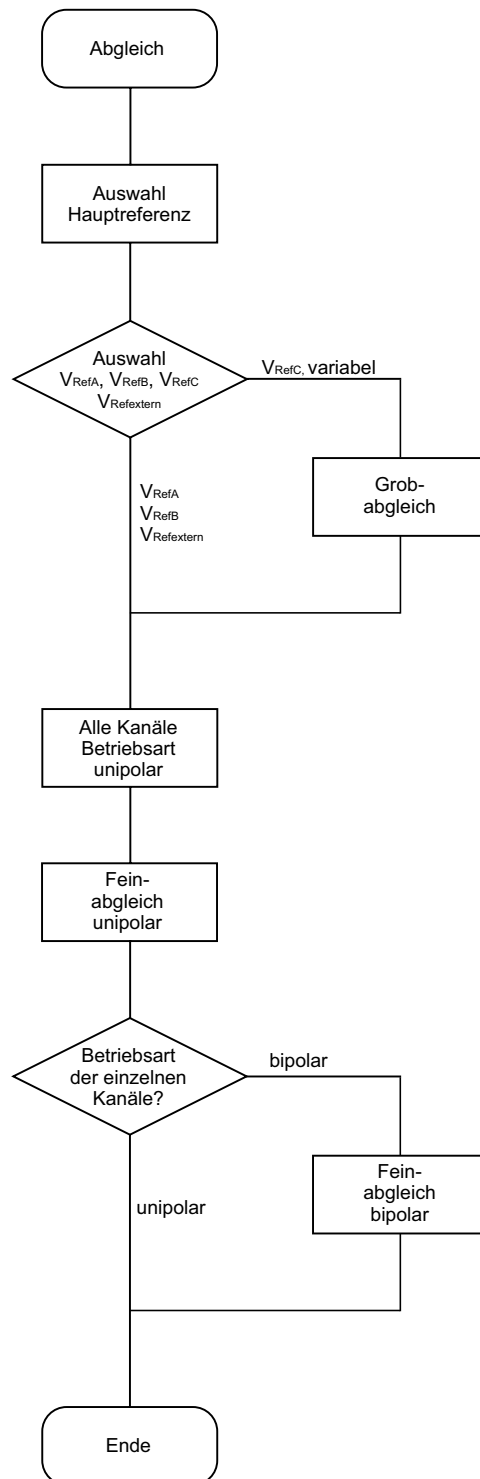 Abgleich
Auswahl
Hauptreferenz
Auswahl
VRefA, VRefB, VRefC
VRefextern
VRefC, variabel
Grob-
abgleich
VRefA
VRefB
VRefextern
Alle Kanäle
Betriebsart
unipolar
Fein-
abgleich
unipolar
Betriebsart
der einzelnen
Kanäle?
bipolar
Fein-
abgleich
bipolar
unipolar
Ende